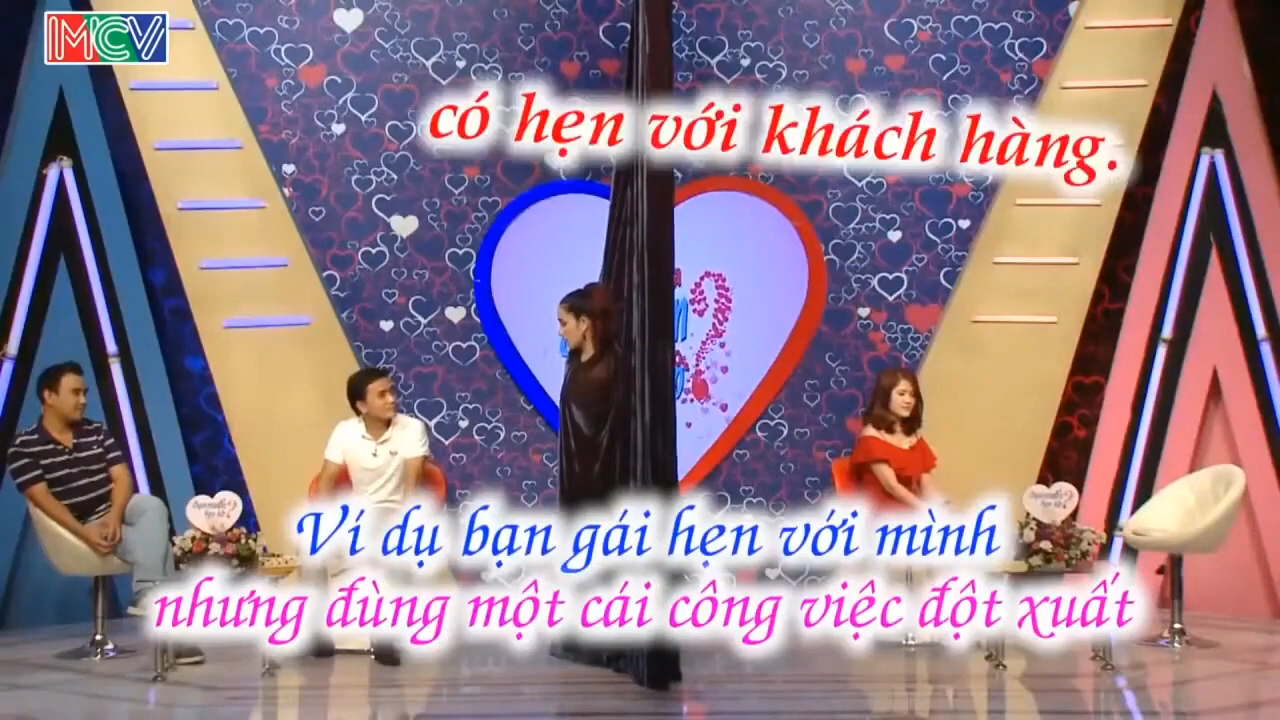 MCV
có hẹn với khách hàng.
Ví dụ bạn gái hẹn với mình
nhưng đùng một cái công việc đột xuất